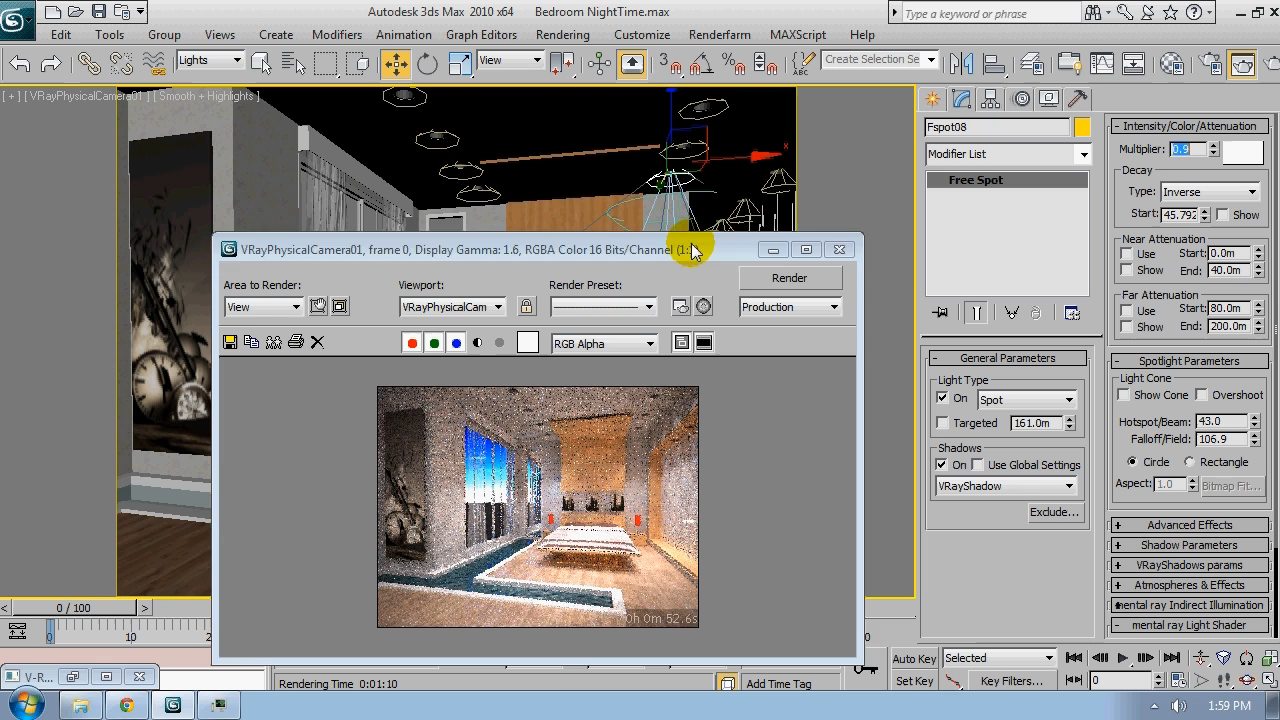 Autodesk 3ds Max 2010 x64 Bedroom NightTime.max
Type a keyword or phrase
Edit Tools Group Views Create Modifiers Animation Graph Editors Rendering Customize Renderfarm MAXScript Help
Lights View 3 ABC Create Selection Se
[ + ] [ VRayPhysicalCamera01 ] [ Smooth + Highlights ]
x
Fspot08
Modifier List
Free Spot
Intensity/Color/Attenuation
Multiplier: 0.9
Decay
Type: Inverse
Start: 45.792 Show
Near Attenuation
Use Start: 0.0m
Show End: 40.0m
Far Attenuation
Use Start: 80.0m
Show End: 200.0m
VRayPhysicalCamera01, frame 0, Display Gamma: 1.6, RGBA Color 16 Bits/Channel (1:
Area to Render:
View
Viewport:
VRayPhysicalCam
Render Preset:
Render
Production
RGB Alpha
0h 0m 52.6s
General Parameters
Light Type
On Spot
Targeted 161.0m
Shadows
On Use Global Settings
VRayShadow
Exclude...
Spotlight Parameters
Light Cone
Show Cone Overshoot
Hotspot/Beam: 43.0
Falloff/Field: 106.9
Circle Rectangle
Aspect: 1.0 Bitmap Fit...
Advanced Effects
Shadow Parameters
VRayShadows params
Atmospheres & Effects
mental ray Indirect Illumination
mental ray Light Shader
0 / 100
0 10 2
V-R...
Rendering Time 0:01:10
Add Time Tag
Auto Key Selected
Set Key Key Filters... 0
1:59 PM